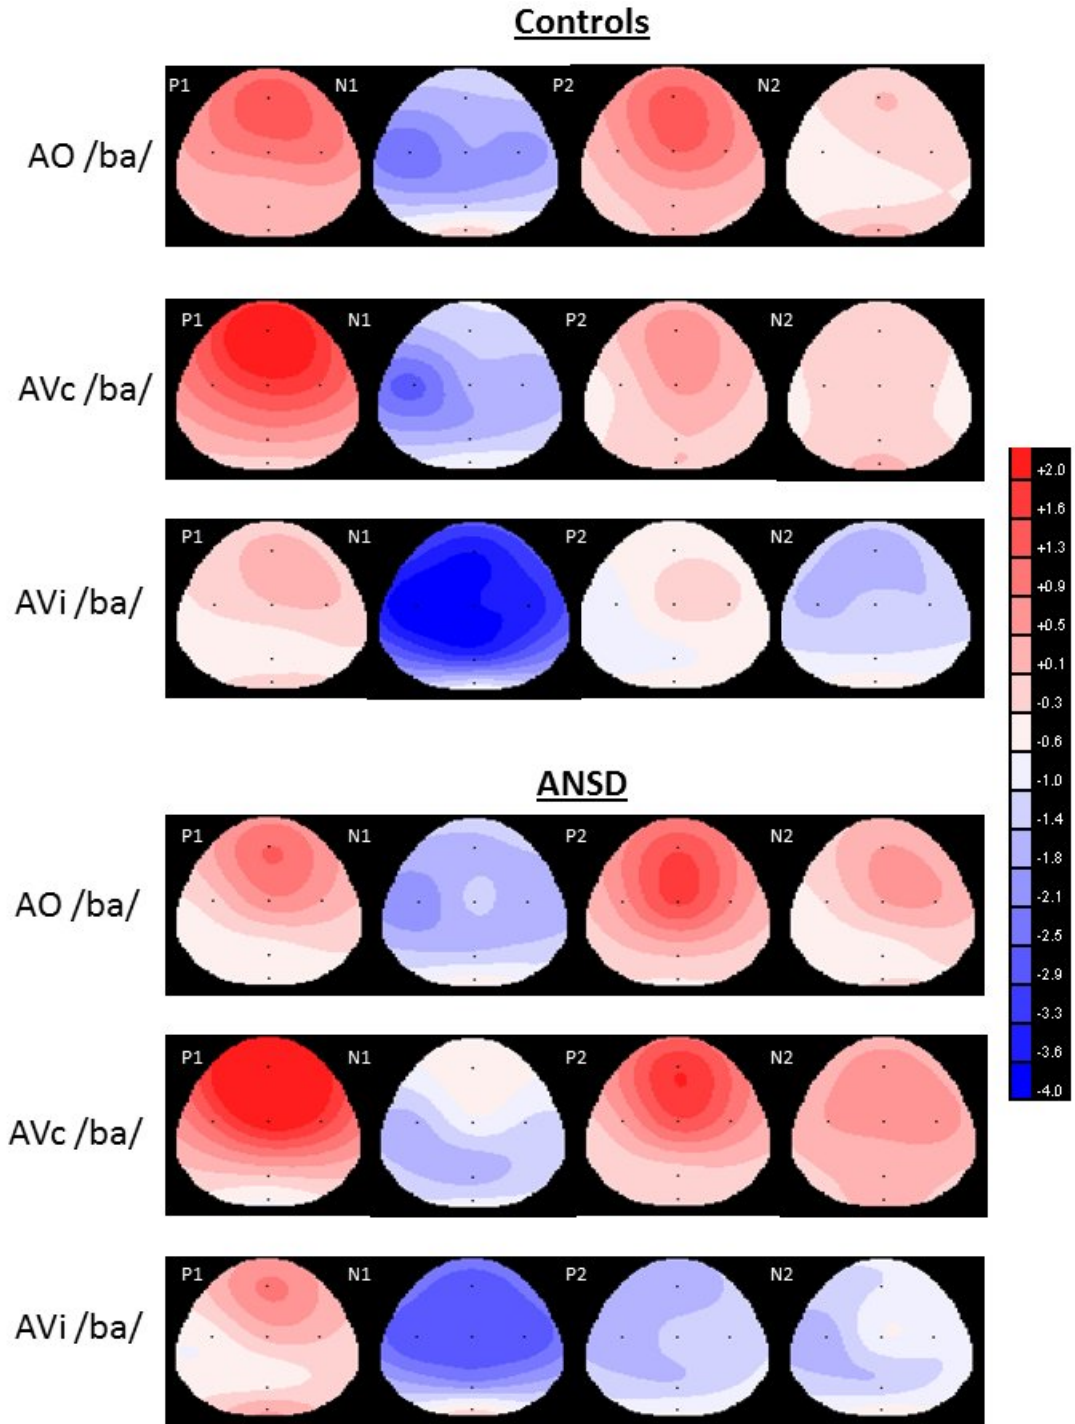 Controls
AO /ba/
P1 N1 P2 N2
AVc /ba/
P1 N1 P2 N2
AVi /ba/
P1 N1 P2 N2
+2.0
+1.6
+1.3
+0.9
+0.5
+0.1
-0.3
-0.6
-1.0
-1.4
-1.8
-2.1
-2.5
-2.9
-3.3
-3.6
-4.0
ANSD
AO /ba/
P1 N1 P2 N2
AVc /ba/
P1 N1 P2 N2
AVi /ba/
P1 N1 P2 N2